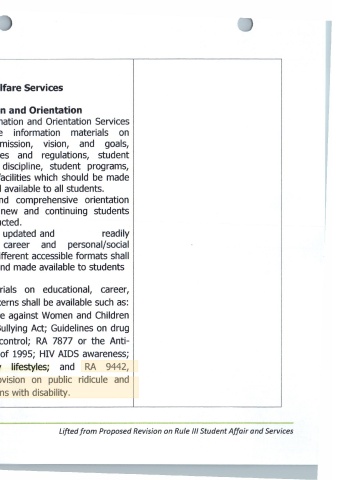 lfare Services
n and Orientation
nation and Orientation Services
e information materials on
mission, vision, and goals,
es and regulations, student
discipline, student programs,
facilities which should be made
d available to all students.
nd comprehensive orientation
new and continuing students
ucted.
updated and readily
career and personal/social
ifferent accessible formats shall
nd made available to students
rials on educational, career,
cerns shall be available such as:
e against Women and Children
Bullying Act; Guidelines on drug
control; RA 7877 or the Anti-
of 1995; HIV AIDS awareness;
y lifestyles; and RA 9442,
ovision on public ridicule and
ns with disability.
Lifted from Proposed Revision on Rule III Student Affair and Services